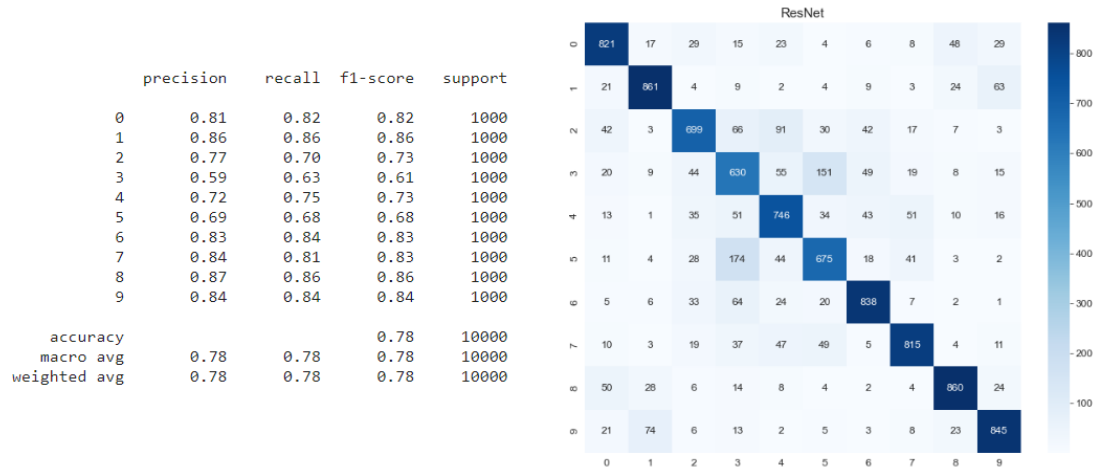 precision recall f1-score support
0 0.81 0.82 0.82 1000
1 0.86 0.86 0.86 1000
2 0.77 0.70 0.73 1000
3 0.59 0.63 0.61 1000
4 0.72 0.75 0.73 1000
5 0.69 0.68 0.68 1000
6 0.83 0.84 0.83 1000
7 0.84 0.81 0.83 1000
8 0.87 0.86 0.86 1000
9 0.84 0.84 0.84 1000
accuracy 0.78 10000
macro avg 0.78 0.78 0.78 10000
weighted avg 0.78 0.78 0.78 10000
ResNet
0 821 17 29 15 23 4 6 8 48 29
1 21 861 4 9 2 4 9 3 24 63
2 42 3 699 66 91 30 42 17 7 3
3 20 9 44 630 55 151 49 19 8 15
4 13 1 35 51 746 34 43 51 10 16
5 11 4 28 174 44 675 18 41 3 2
6 5 6 33 64 24 20 838 7 2 1
7 10 3 19 37 47 49 5 815 4 11
8 50 28 6 14 8 4 2 4 860 24
9 21 74 6 13 2 5 3 8 23 845
0 1 2 3 4 5 6 7 8 9
800
700
600
500
400
300
200
100